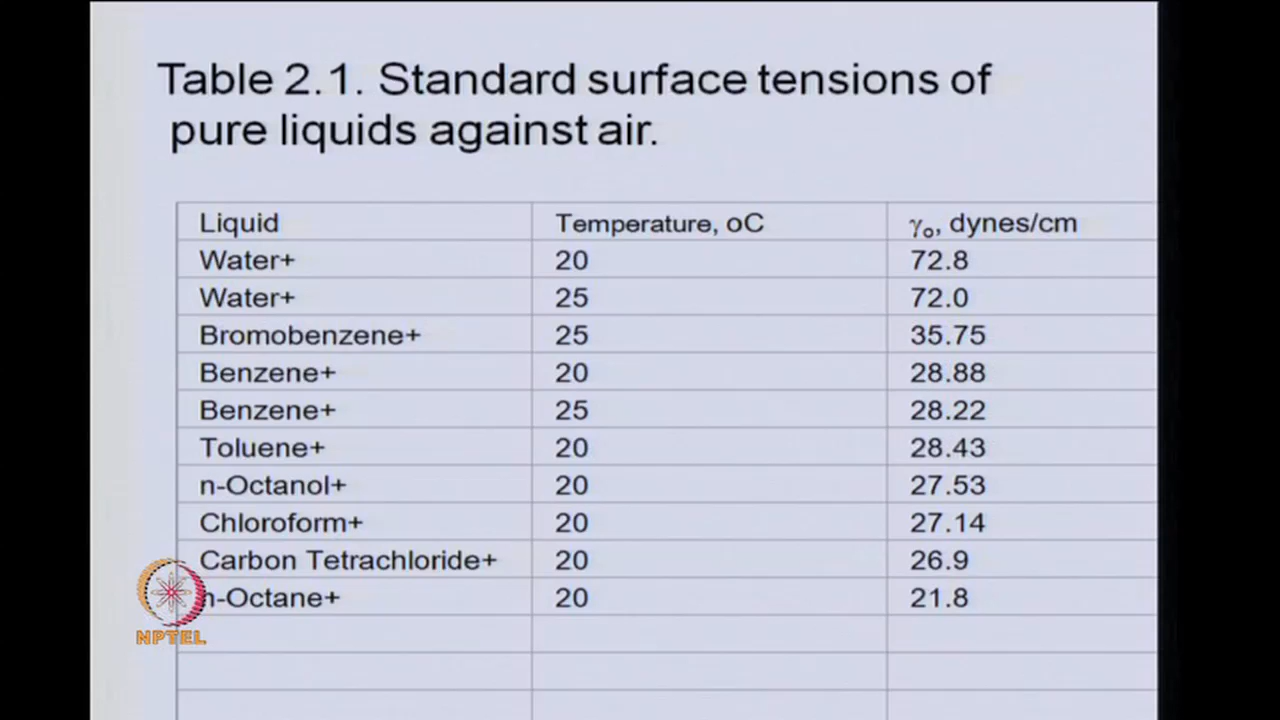 Table 2.1. Standard surface tensions of
pure liquids against air.
Liquid Temperature, oC γo, dynes/cm
Water+ 20 72.8
Water+ 25 72.0
Bromobenzene+ 25 35.75
Benzene+ 20 28.88
Benzene+ 25 28.22
Toluene+ 20 28.43
n-Octanol+ 20 27.53
Chloroform+ 20 27.14
Carbon Tetrachloride+ 20 26.9
n-Octane+ 20 21.8
NPTEL